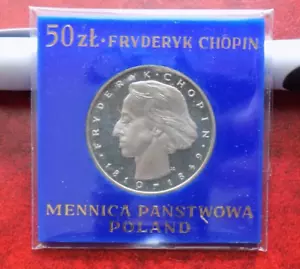 50 zł · FRYDERYK CHOPIN
FRYDERYK · CHOPIN
1810 - 1849
MENNICA PAŃSTWOWA
POLAND